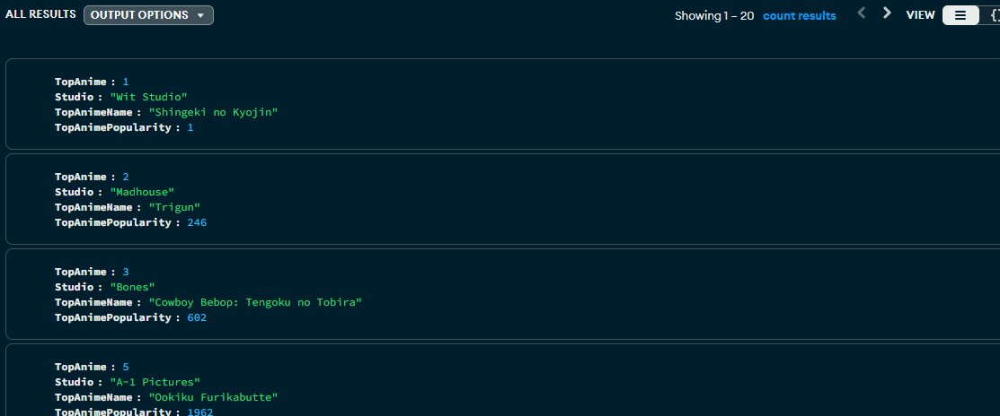 ALL RESULTS OUTPUT OPTIONS Showing 1 – 20 count results VIEW
TopAnime : 1
Studio : "Wit Studio"
TopAnimeName : "Shingeki no Kyojin"
TopAnimePopularity : 1
TopAnime : 2
Studio : "Madhouse"
TopAnimeName : "Trigun"
TopAnimePopularity : 246
TopAnime : 3
Studio : "Bones"
TopAnimeName : "Cowboy Bebop: Tengoku no Tobira"
TopAnimePopularity : 602
TopAnime : 5
Studio : "A-1 Pictures"
TopAnimeName : "Ookiku Furikabutte"
TopAnimePopularity : 1962